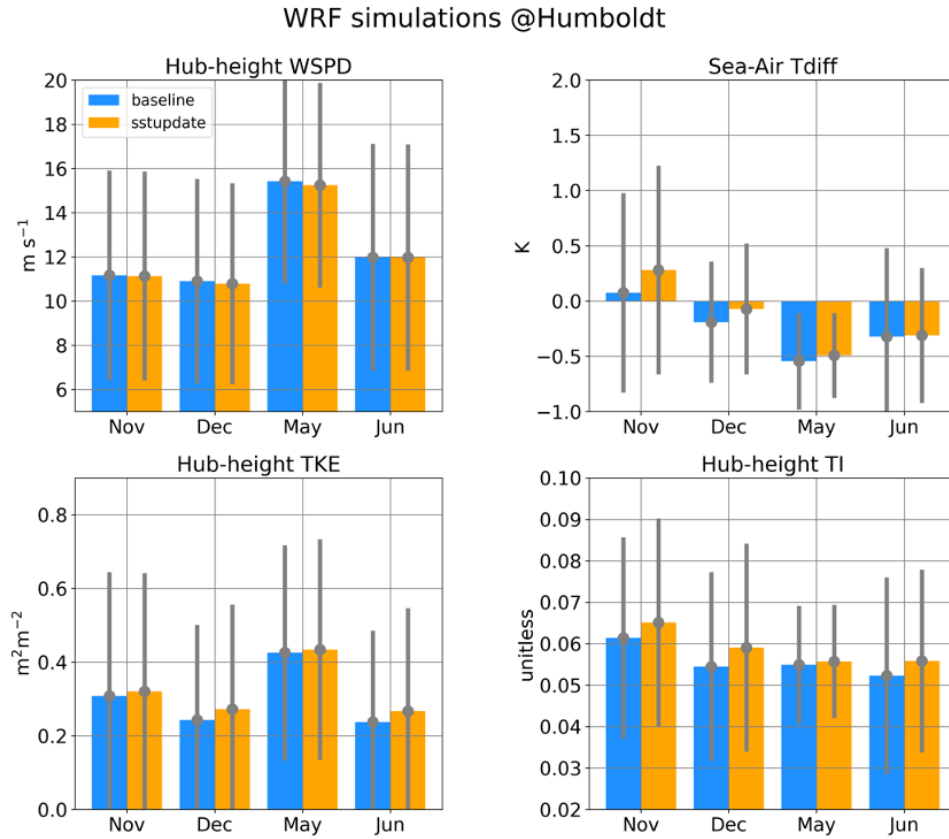 WRF simulations @Humboldt
Hub-height WSPD
20
18
16
14
12
10
8
6
m s⁻¹
baseline
sstupdate
Nov Dec May Jun
Sea-Air Tdiff
2.0
1.5
1.0
0.5
0.0
−0.5
−1.0
K
Nov Dec May Jun
Hub-height TKE
0.8
0.6
0.4
0.2
0.0
m²m⁻²
Nov Dec May Jun
Hub-height TI
0.10
0.09
0.08
0.07
0.06
0.05
0.04
0.03
0.02
unitless
Nov Dec May Jun